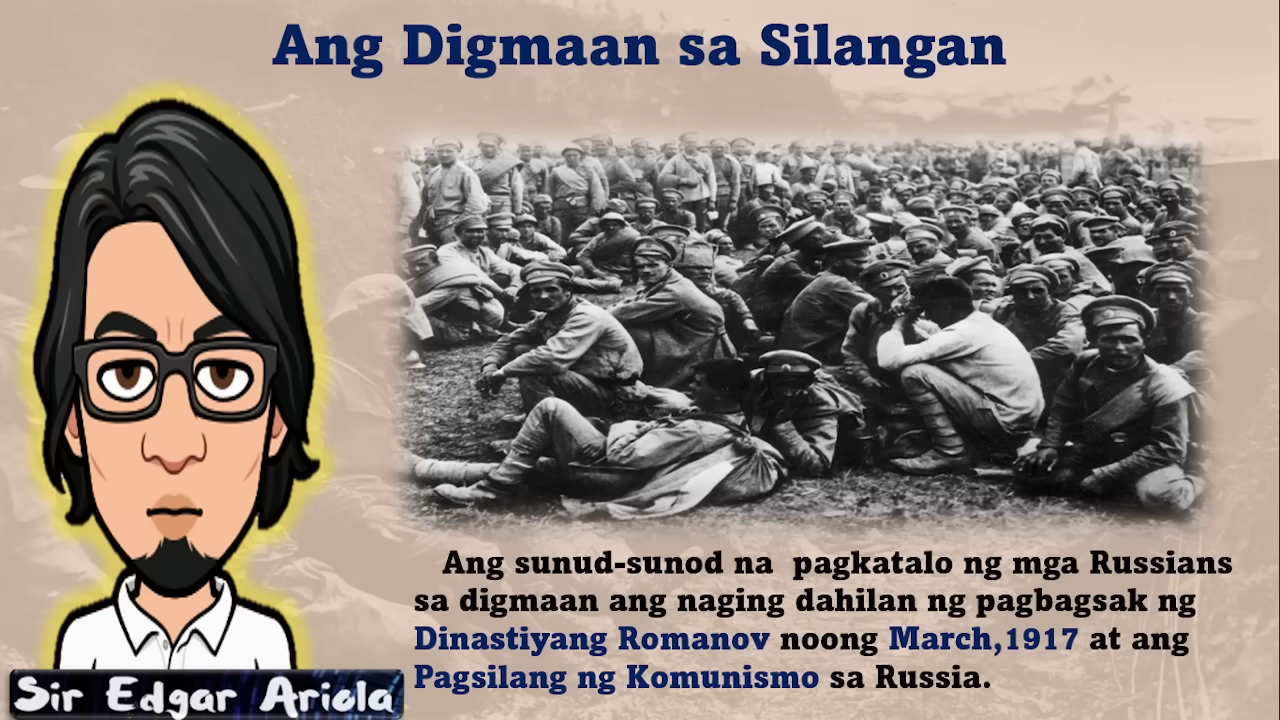 Ang Digmaan sa Silangan
Ang sunud-sunod na pagkatalo ng mga Russians
sa digmaan ang naging dahilan ng pagbagsak ng
Dinastiyang Romanov noong March,1917 at ang
Pagsilang ng Komunismo sa Russia.
Sir Edgar Ariola